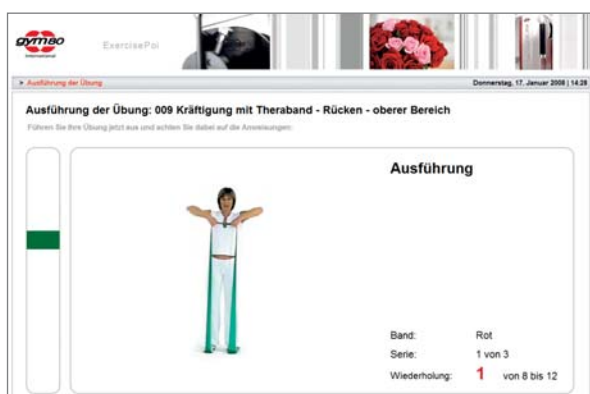 gym80
international
ExercisePoi
> Ausführung der Übung
Donnerstag, 17. Januar 2008 | 14:28
Ausführung der Übung: 009 Kräftigung mit Theraband - Rücken - oberer Bereich
Führen Sie Ihre Übung jetzt aus und achten Sie dabei auf die Anweisungen:
Ausführung
Band: Rot
Serie: 1 von 3
Wiederholung: 1 von 8 bis 12